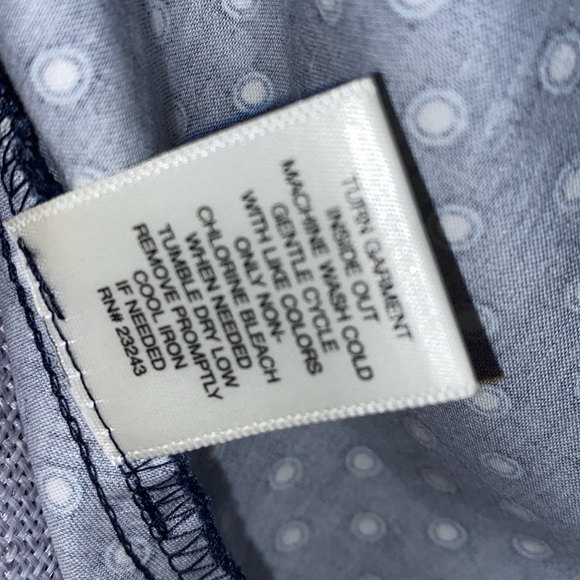 TURN GARMENT
INSIDE OUT
MACHINE WASH COLD
GENTLE CYCLE
WITH LIKE COLORS
ONLY NON-
CHLORINE BLEACH
WHEN NEEDED
TUMBLE DRY LOW
REMOVE PROMPTLY
COOL IRON
IF NEEDED
RN# 23243